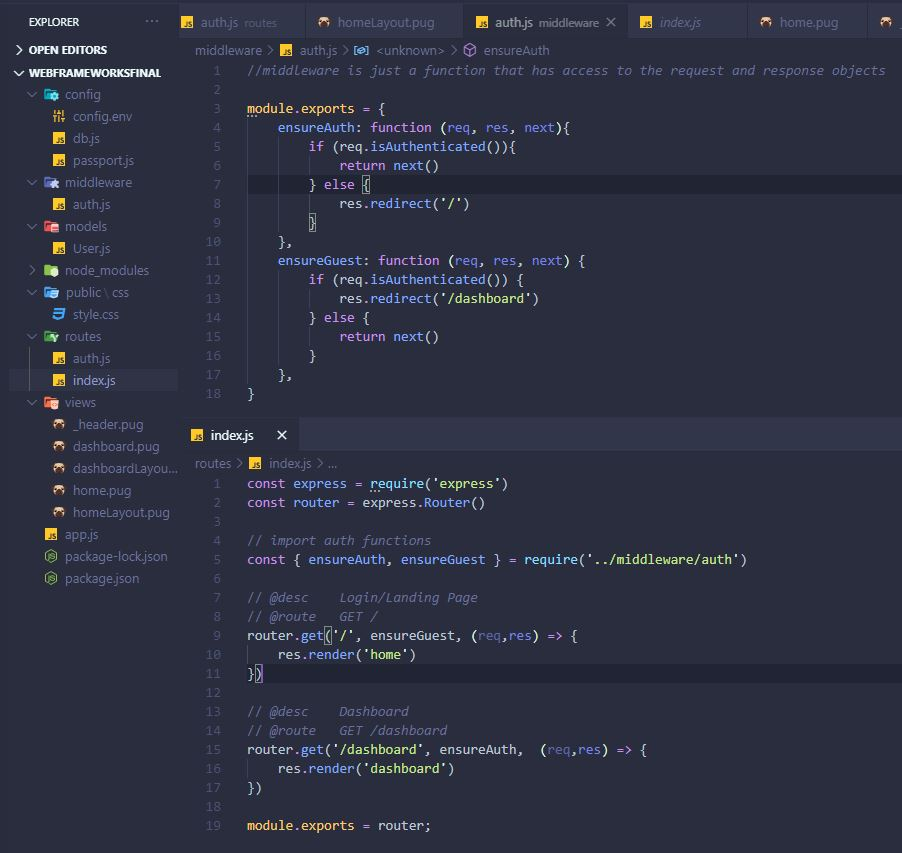 EXPLORER
OPEN EDITORS
WEBFRAMEWORKSFINAL
config
config.env
db.js
passport.js
middleware
auth.js
models
User.js
node_modules
public \ css
style.css
routes
auth.js
index.js
views
_header.pug
dashboard.pug
dashboardLayou...
home.pug
homeLayout.pug
app.js
package-lock.json
package.json
auth.js routes
homeLayout.pug
auth.js middleware
index.js
home.pug
middleware > auth.js > <unknown> > ensureAuth
1 //middleware is just a function that has access to the request and response objects
2
3 module.exports = {
4     ensureAuth: function (req, res, next){
5         if (req.isAuthenticated()){
6             return next()
7         } else {
8             res.redirect('/')
9         }
10     },
11     ensureGuest: function (req, res, next) {
12         if (req.isAuthenticated()) {
13             res.redirect('/dashboard')
14         } else {
15             return next()
16         }
17     },
18 }
index.js
routes > index.js > ...
1 const express = require('express')
2 const router = express.Router()
3
4 // import auth functions
5 const { ensureAuth, ensureGuest } = require('../middleware/auth')
6
7 // @desc    Login/Landing Page
8 // @route   GET /
9 router.get('/', ensureGuest, (req,res) => {
10     res.render('home')
11 })
12
13 // @desc    Dashboard
14 // @route   GET /dashboard
15 router.get('/dashboard', ensureAuth,  (req,res) => {
16     res.render('dashboard')
17 })
18
19 module.exports = router;